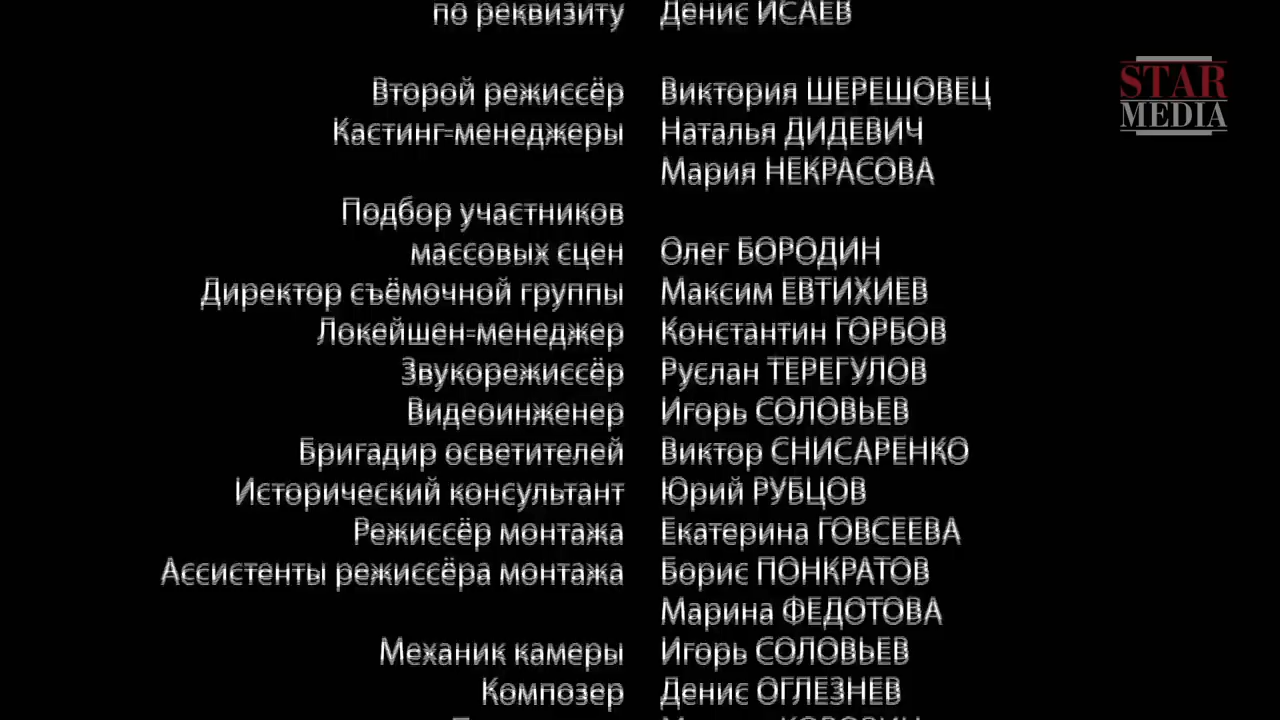 по реквизиту Денис ИСАЕВ
STAR
MEDIA
Второй режиссёр Виктория ШЕРЕШОВЕЦ
Кастинг-менеджеры Наталья ДИДЕВИЧ
Мария НЕКРАСОВА
Подбор участников
массовых сцен Олег БОРОДИН
Директор съёмочной группы Максим ЕВТИХИЕВ
Локейшен-менеджер Константин ГОРБОВ
Звукорежиссёр Руслан ТЕРЕГУЛОВ
Видеоинженер Игорь СОЛОВЬЕВ
Бригадир осветителей Виктор СНИСАРЕНКО
Исторический консультант Юрий РУБЦОВ
Режиссёр монтажа Екатерина ГОВСЕЕВА
Ассистенты режиссёра монтажа Борис ПОНКРАТОВ
Марина ФЕДОТОВА
Механик камеры Игорь СОЛОВЬЕВ
Композер Денис ОГЛЕЗНЕВ